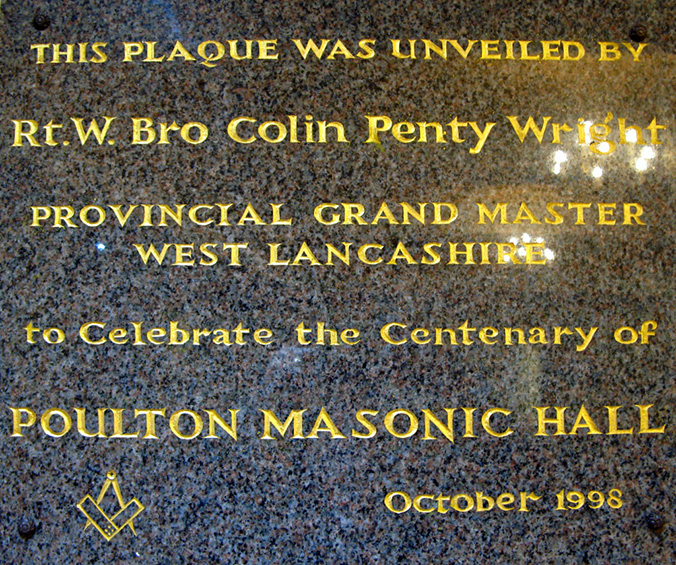 THIS PLAQUE WAS UNVEILED BY
Rt.W. Bro Colin Penty Wright
PROVINCIAL GRAND MASTER
WEST LANCASHIRE
to Celebrate the Centenary of
POULTON MASONIC HALL
October 1998